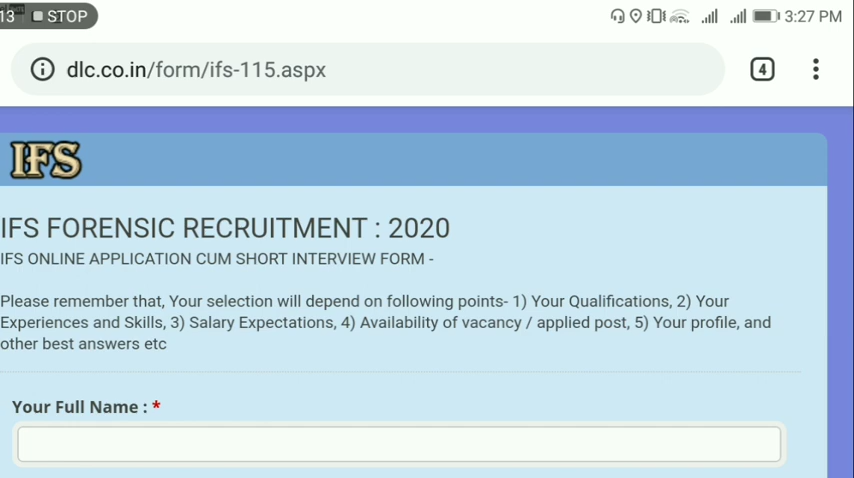 13 STOP 3:27 PM
dlc.co.in/form/ifs-115.aspx 4
IFS
IFS FORENSIC RECRUITMENT : 2020
IFS ONLINE APPLICATION CUM SHORT INTERVIEW FORM -
Please remember that, Your selection will depend on following points- 1) Your Qualifications, 2) Your
Experiences and Skills, 3) Salary Expectations, 4) Availability of vacancy / applied post, 5) Your profile, and
other best answers etc
Your Full Name : *